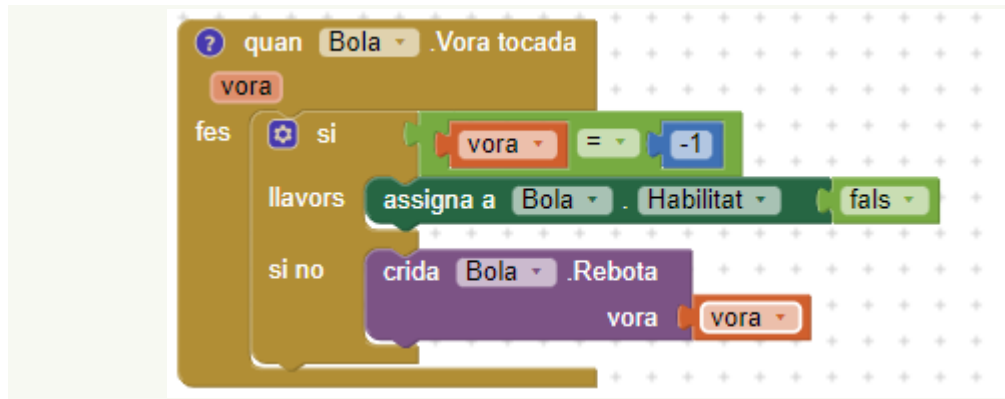 ? quan Bola .Vora tocada
vora
fes si vora = -1
llavors assigna a Bola . Habilitat fals
si no crida Bola .Rebota
vora vora